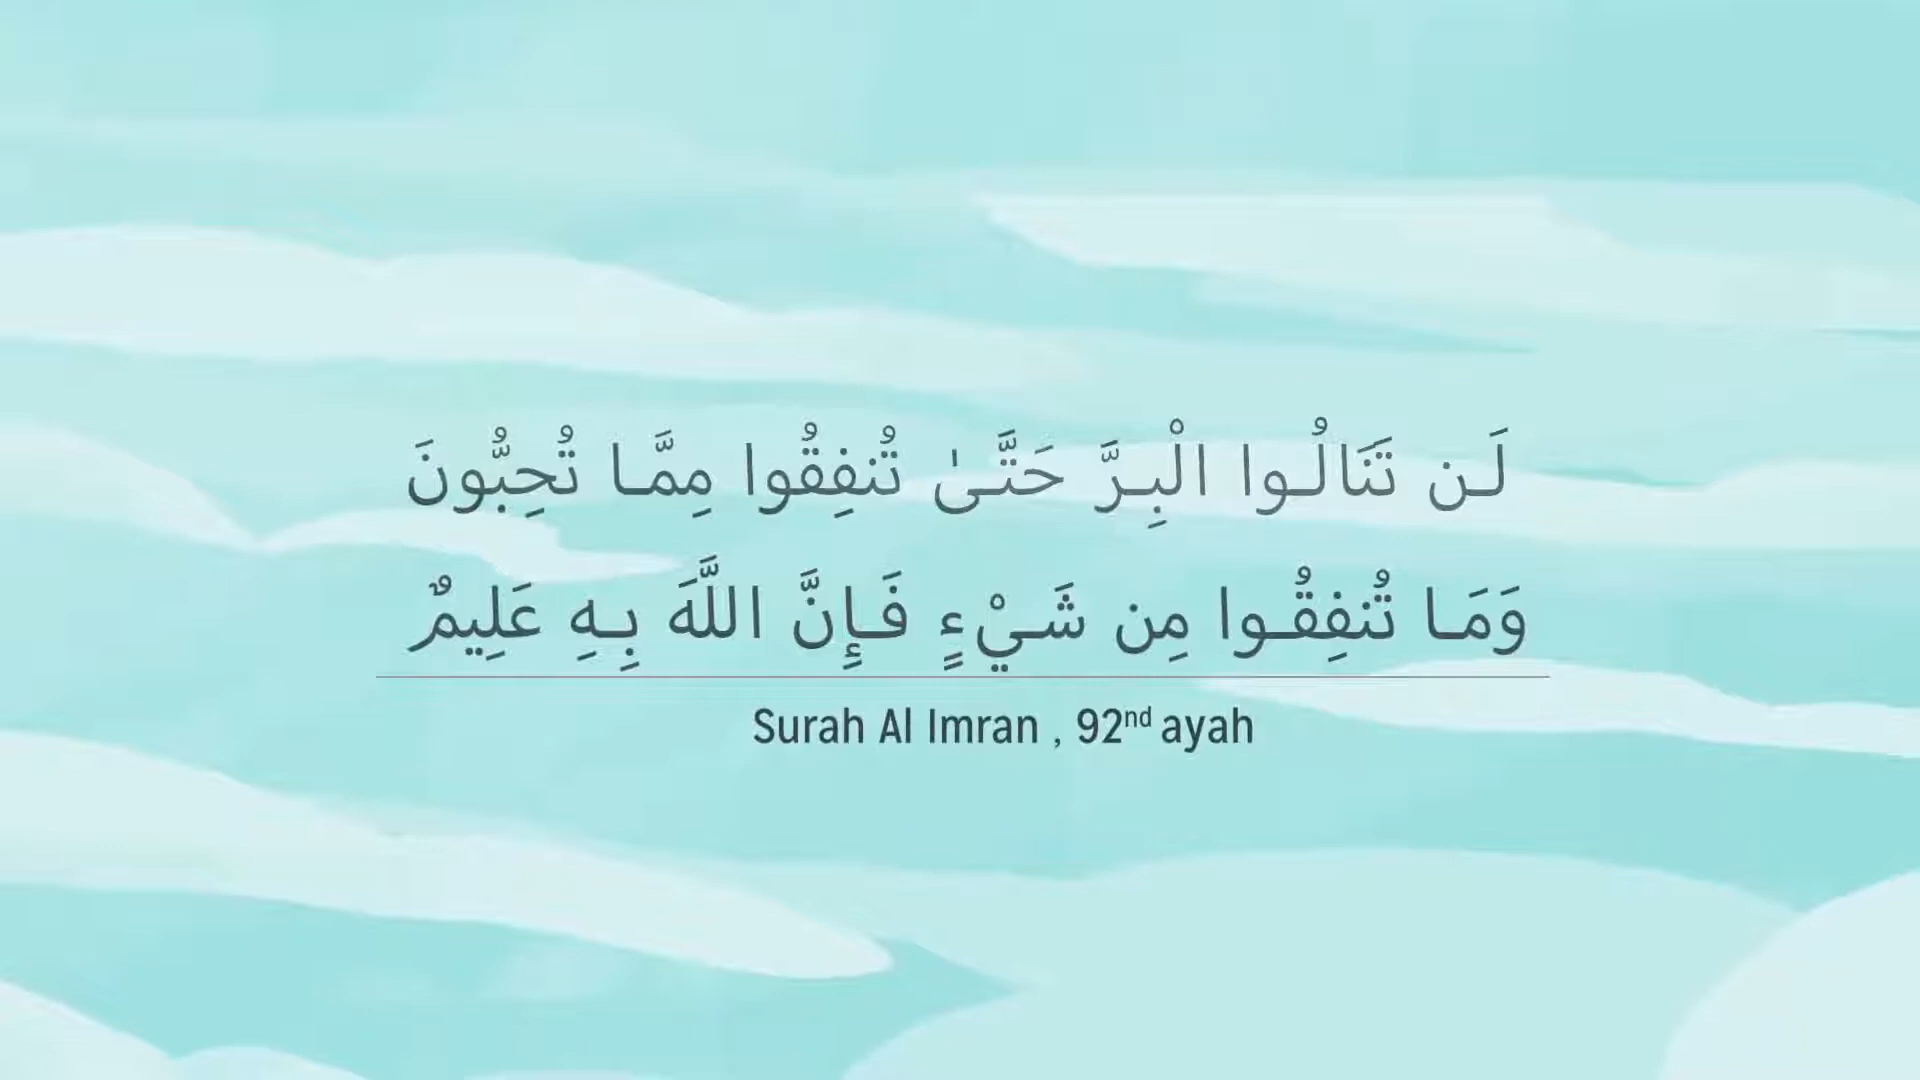 لَن تَنَالُوا الْبِرَّ حَتَّىٰ تُنفِقُوا مِمَّا تُحِبُّونَ
وَمَا تُنفِقُوا مِن شَيْءٍ فَإِنَّ اللَّهَ بِهِ عَلِيمٌ
Surah Al Imran , 92nd ayah